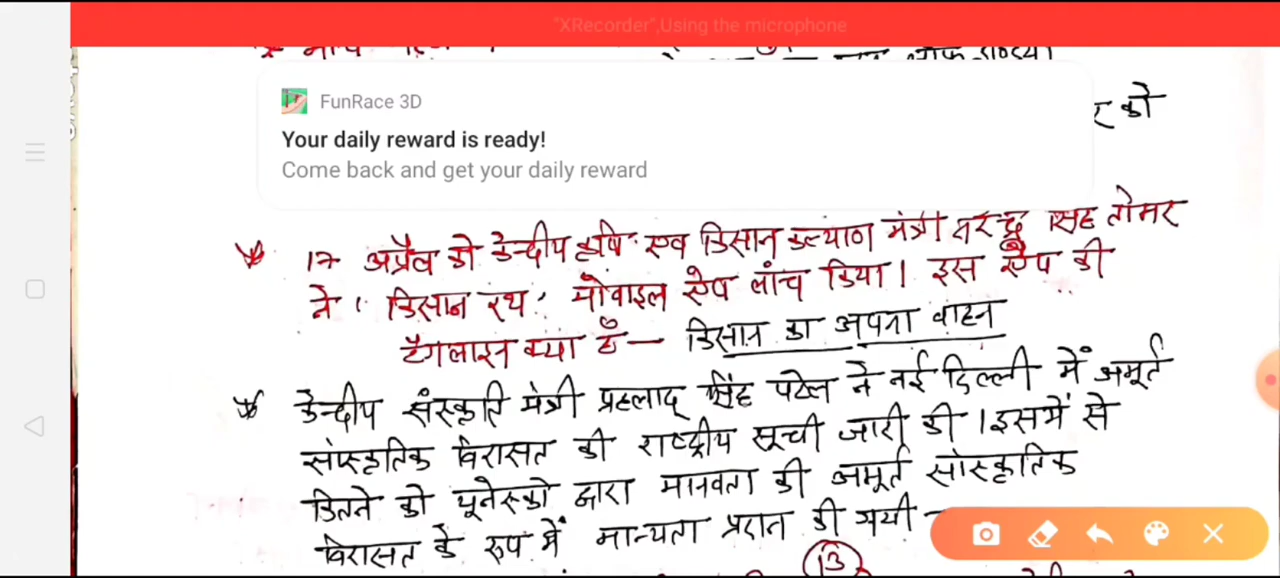 "XRecorder",Using the microphone
FunRace 3D
Your daily reward is ready!
Come back and get your daily reward
को
17 अप्रैल को केन्दीप कृषि एवं किसान कल्याण मंत्री नरेन्द्र सिंह तोमर
ने 'किसान रथ' मोवाइल ऐप लांच किया। इस ऐप की
टैगलाइन क्या है— किसान का अपना वाहन
केन्दीप संस्कृति मंत्री प्रहलाद सिंह पटेल ने नई दिल्ली में अमूर्त
सांस्कृतिक विरासत की राष्ट्रीय सूची जारी की। इसमें से
कितने को यूनेस्को द्वारा मानवता की अमूर्त सांस्कृतिक
विरासत के रूप में मान्यता प्रदान की गयी –
13